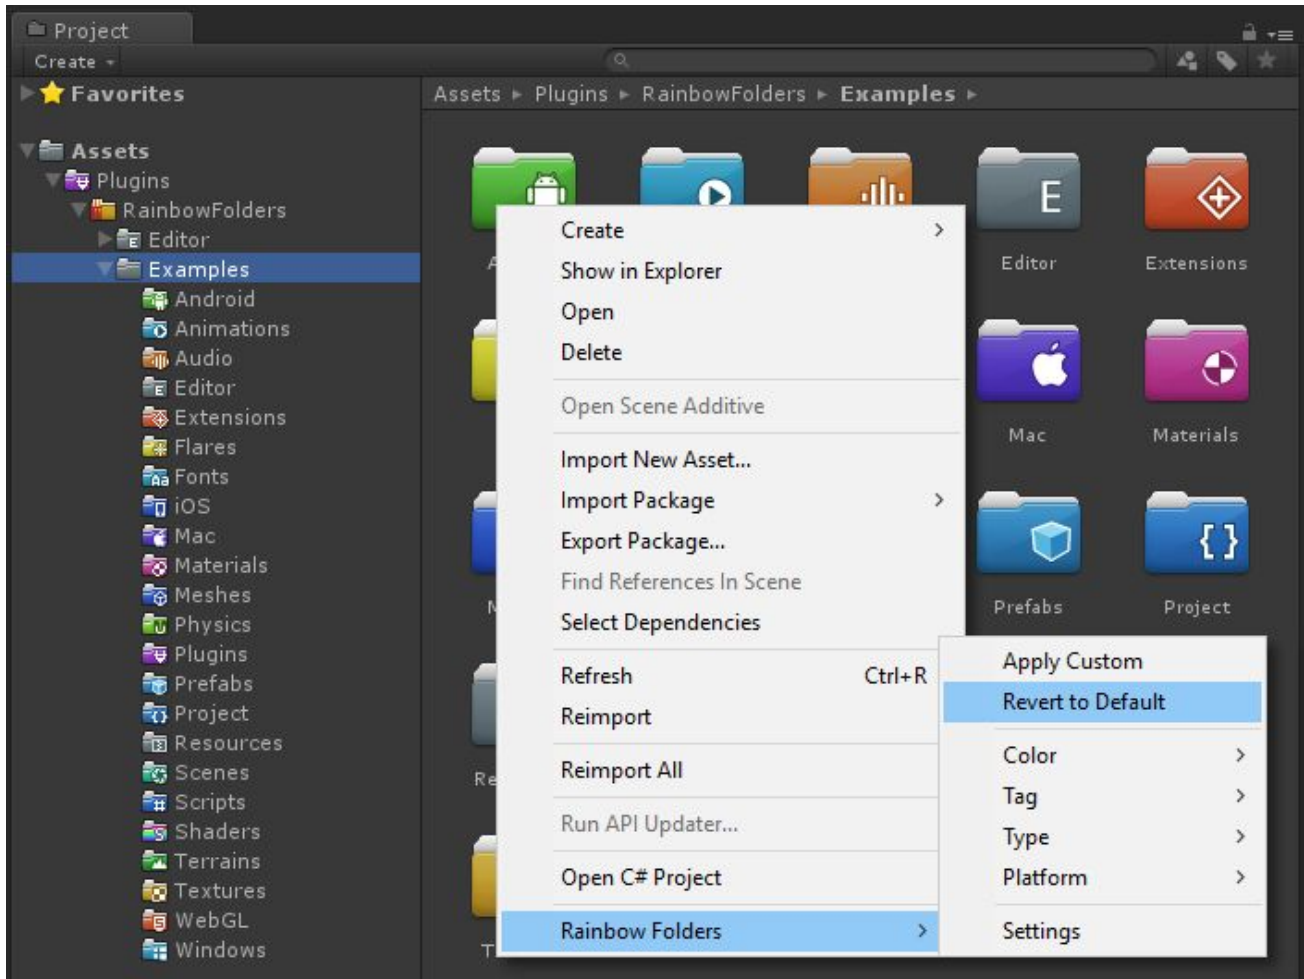 Project
Create
Favorites
Assets
Plugins
RainbowFolders
Editor
Examples
Android
Animations
Audio
Editor
Extensions
Flares
Fonts
iOS
Mac
Materials
Meshes
Physics
Plugins
Prefabs
Project
Resources
Scenes
Scripts
Shaders
Terrains
Textures
WebGL
Windows
Assets Plugins RainbowFolders Examples
E
Editor
Extensions
Mac
Materials
Prefabs
{}
Project
Create
Show in Explorer
Open
Delete
Open Scene Additive
Import New Asset...
Import Package
Export Package...
Find References In Scene
Select Dependencies
Refresh Ctrl+R
Reimport
Reimport All
Run API Updater...
Open C# Project
Rainbow Folders
Apply Custom
Revert to Default
Color
Tag
Type
Platform
Settings